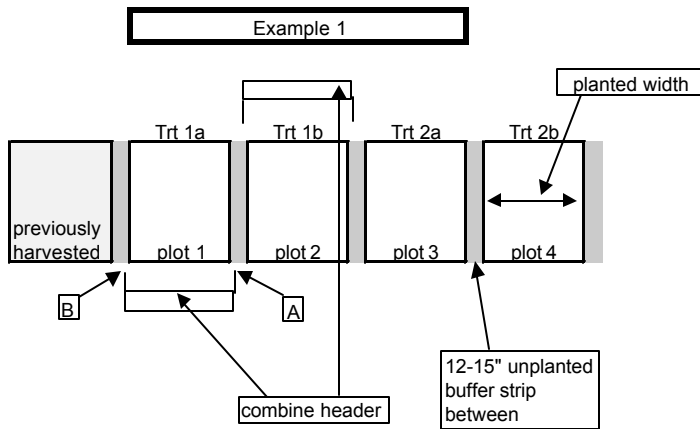 Example 1
planted width
Trt 1a
Trt 1b
Trt 2a
Trt 2b
previously
harvested
plot 1
plot 2
plot 3
plot 4
B
A
12-15" unplanted
buffer strip
between
combine header